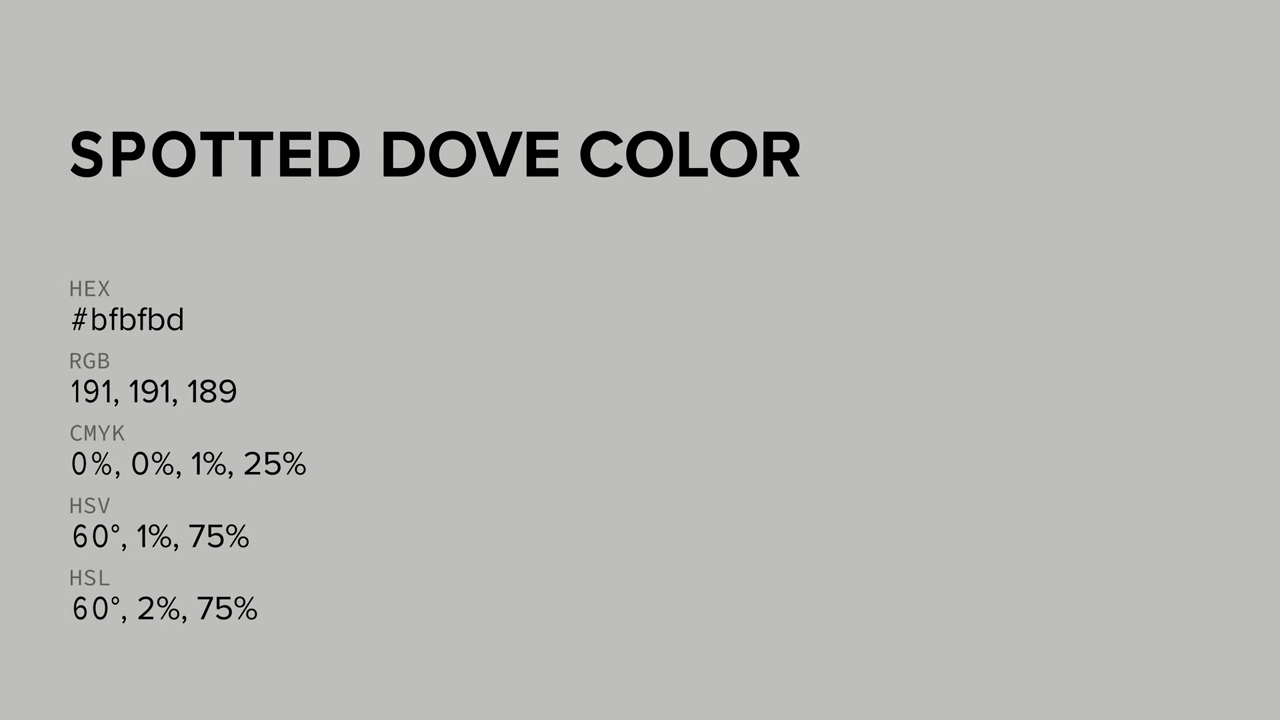 SPOTTED DOVE COLOR
HEX
#bfbfbd
RGB
191, 191, 189
CMYK
0%, 0%, 1%, 25%
HSV
60°, 1%, 75%
HSL
60°, 2%, 75%